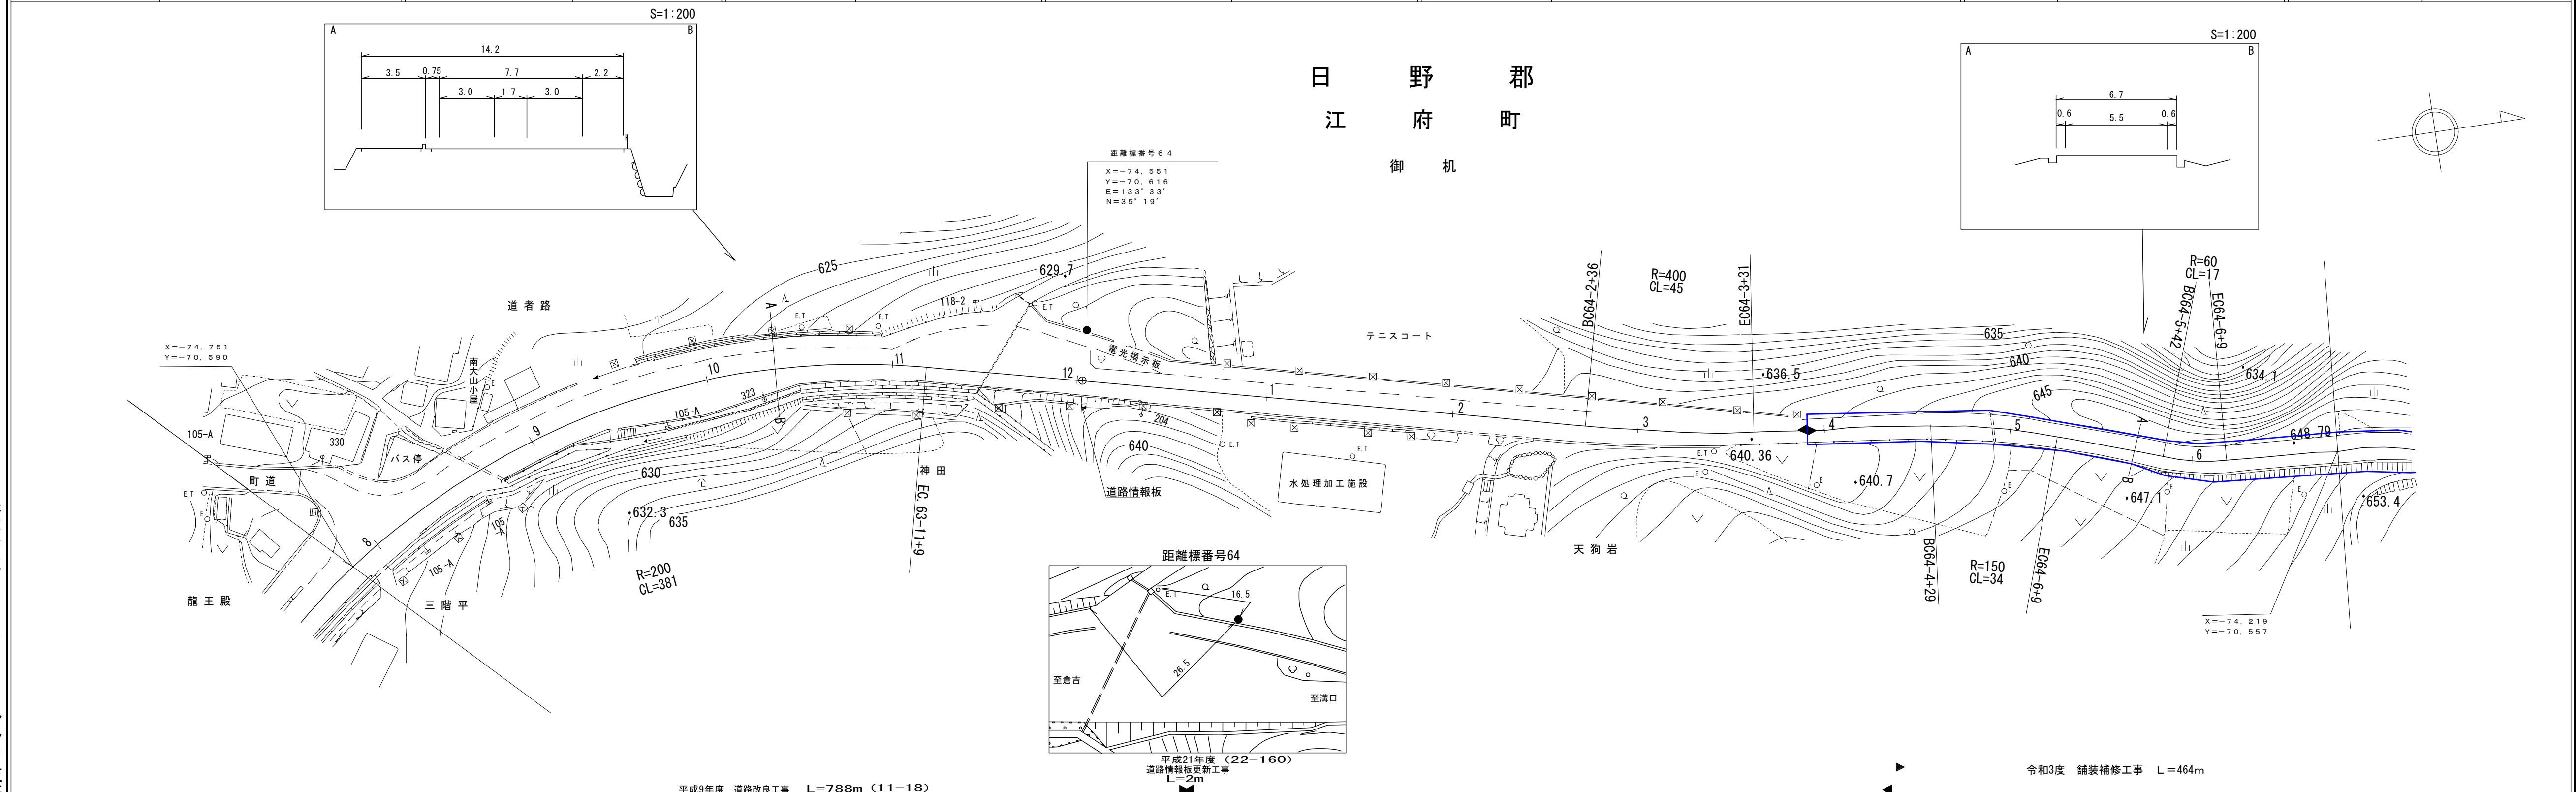 S=1:200
A
B
14.2
3.5 0.75 7.7 2.2
3.0 1.7 3.0
日野郡
江府町
御机
S=1:200
A
B
6.7
0.6 5.5 0.6
距離標番号64
X=-74,551
Y=-70,616
E=133°33′
N=35°19′
X=-74,751
Y=-70,590
道者路
南大山小屋
E
105-A
330
バス停
町道
E.T
E
龍王殿
三階平
8
9
10
11
12
1
2
3
4
5
6
105-A
105-A
105-A
323
A
B
E.T
E.T
118-2
625
629.7
E.T
電光掲示板
630
632.3
635
R=200
CL=381
神田
EC.63-11+9
道路情報板
204
640
E.T
E.T
水処理加工施設
テニスコート
BC64-2+36
R=400
CL=45
EC64-3+31
636.5
635
640
645
634.1
R=60
CL=17
BC64-5+42
EC64-6+9
A
B
648.79
E.T
640.36
E
E
640.7
E
647.1
E
E
653.4
天狗岩
BC64-4+29
R=150
CL=34
EC64-6+9
X=-74,219
Y=-70,557
距離標番号64
E.T
16.5
26.5
至倉吉
至溝口
平成21年度(22-160)
道路情報板更新工事
L=2m
平成9年度 道路改良工事 L=788m(11-18)
令和3度 舗装補修工事 L=464m